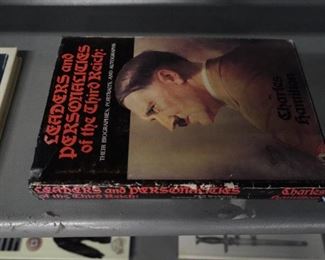 LEADERS and
PERSONALITIES
of the Third Reich:
THEIR BIOGRAPHIES, PORTRAITS, AND AUTOGRAPHS
Charles
Hamilton
LEADERS and PERSONALITIES
of the Third Reich:
Charles